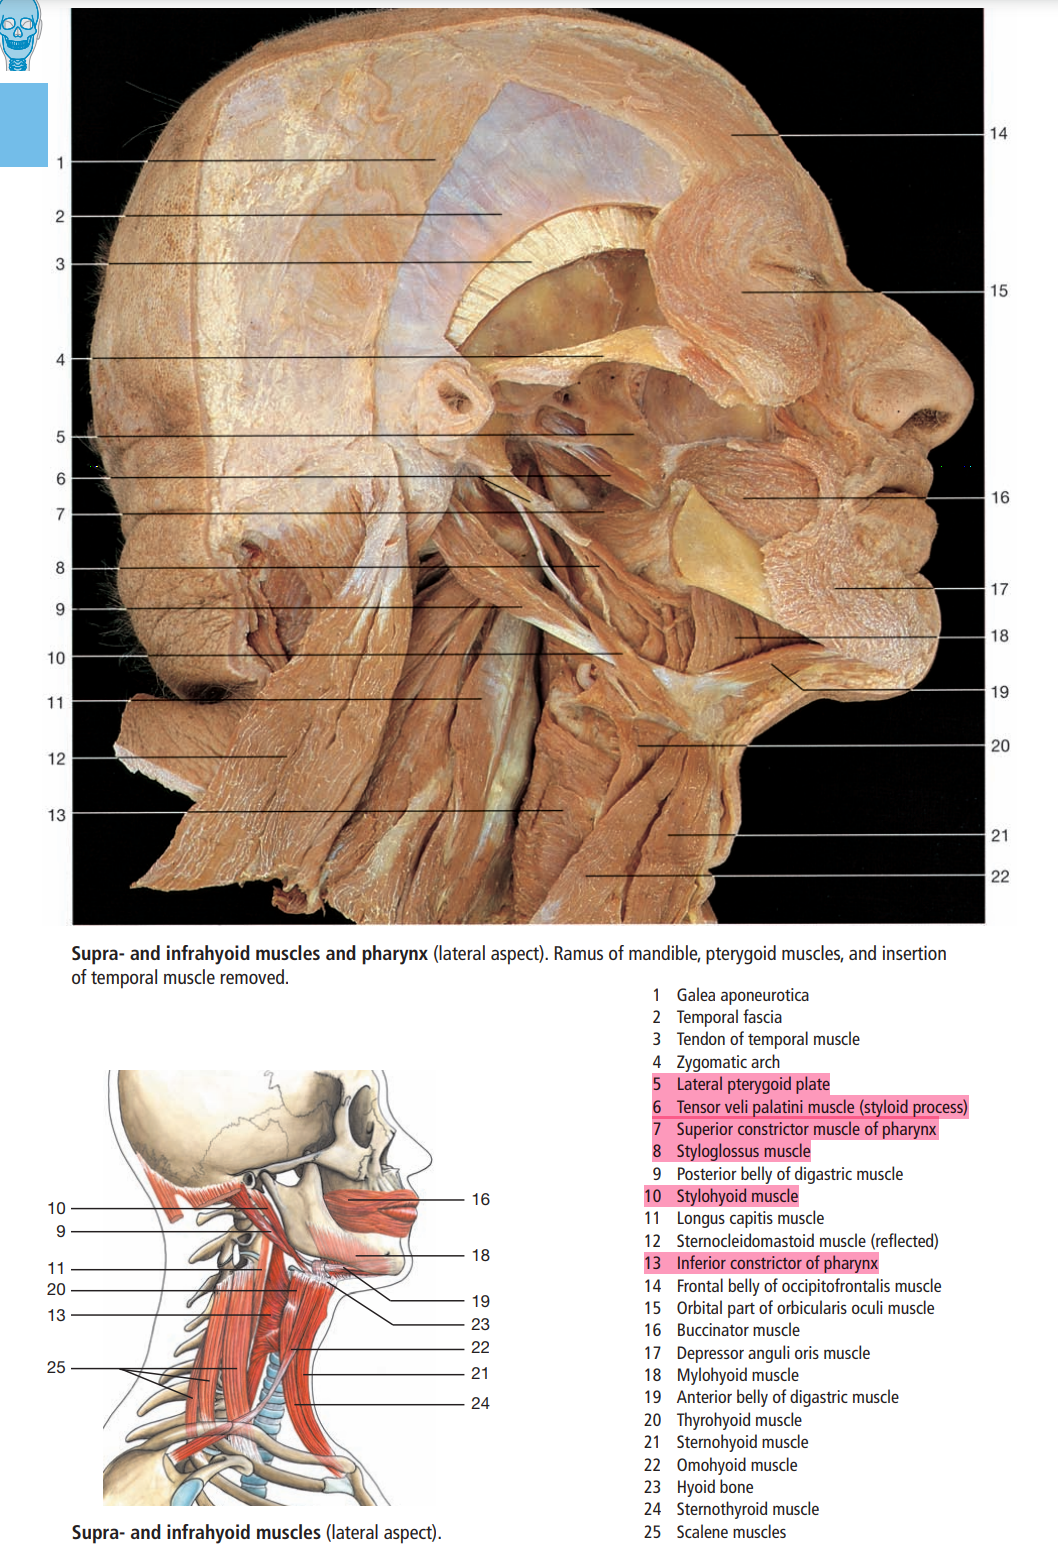 1
2
3
4
5
6
7
8
9
10
11
12
13
14
15
16
17
18
19
20
21
22
Supra- and infrahyoid muscles and pharynx (lateral aspect). Ramus of mandible, pterygoid muscles, and insertion
of temporal muscle removed.
1 Galea aponeurotica
2 Temporal fascia
3 Tendon of temporal muscle
4 Zygomatic arch
5 Lateral pterygoid plate
6 Tensor veli palatini muscle (styloid process)
7 Superior constrictor muscle of pharynx
8 Styloglossus muscle
9 Posterior belly of digastric muscle
10 Stylohyoid muscle
11 Longus capitis muscle
12 Sternocleidomastoid muscle (reflected)
13 Inferior constrictor of pharynx
14 Frontal belly of occipitofrontalis muscle
15 Orbital part of orbicularis oculi muscle
16 Buccinator muscle
17 Depressor anguli oris muscle
18 Mylohyoid muscle
19 Anterior belly of digastric muscle
20 Thyrohyoid muscle
21 Sternohyoid muscle
22 Omohyoid muscle
23 Hyoid bone
24 Sternothyroid muscle
25 Scalene muscles
10
9
11
20
13
25
16
18
19
23
22
21
24
Supra- and infrahyoid muscles (lateral aspect).